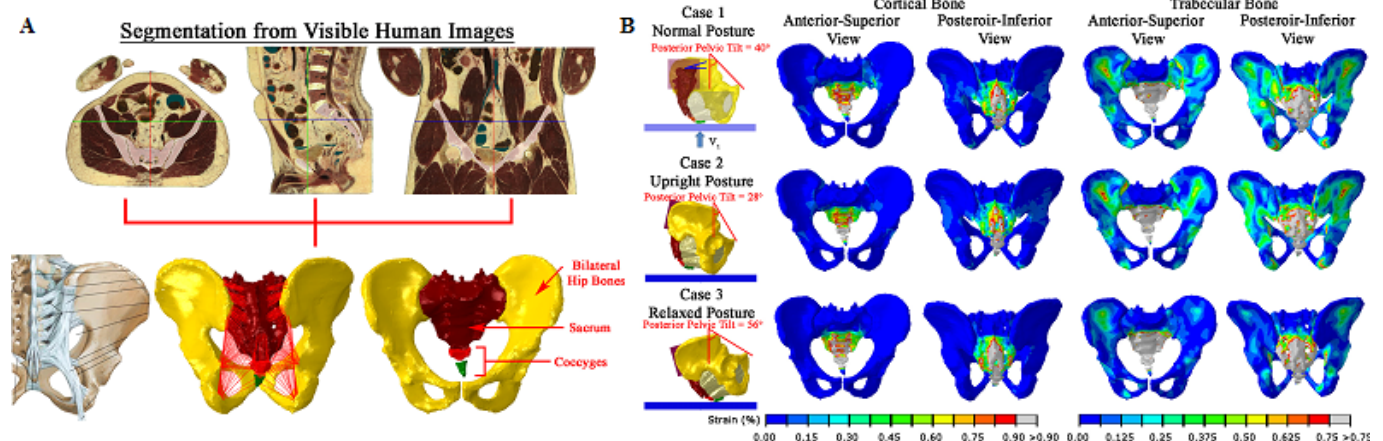 A
Segmentation from Visible Human Images
Bilateral
Hip Bones
Sacrum
Coccyges
B
Case 1
Normal Posture
Posterior Pelvic Tilt = 40°
Cortical Bone
Trabecular Bone
Anterior-Superior
View
Posteroir-Inferior
View
Anterior-Superior
View
Posteroir-Inferior
View
Case 2
Upright Posture
Posterior Pelvic Tilt = 28°
Case 3
Relaxed Posture
Posterior Pelvic Tilt = 56°
Strain (%)
0.00 0.15 0.30 0.45 0.60 0.75 0.90 >0.90
0.00 0.125 0.25 0.375 0.50 0.625 0.75 >0.75